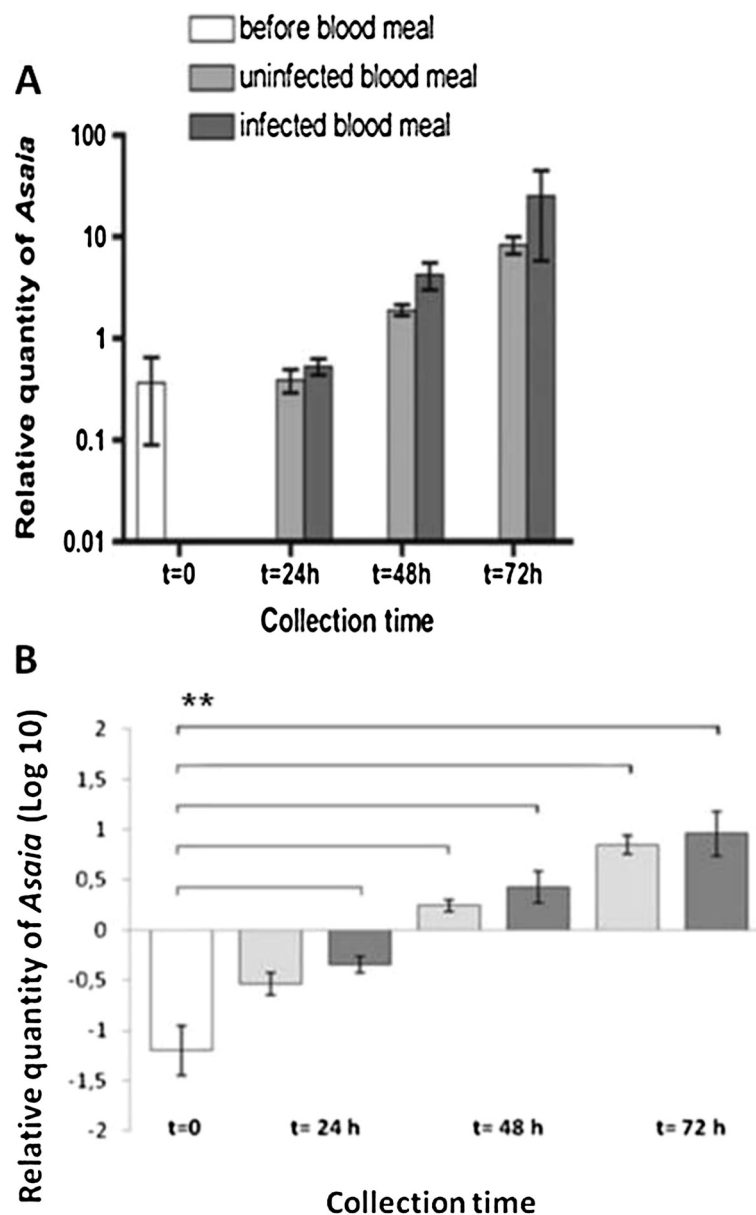 before blood meal
A
uninfected blood meal
infected blood meal
Relative quantity of Asaia
100
10
1
0.1
0.01
t=0 t=24h t=48h t=72h
Collection time
B
**
Relative quantity of Asaia (Log 10)
2
1,5
1
0,5
0
-0,5
-1
-1,5
-2
t=0 t= 24 h t= 48 h t= 72 h
Collection time